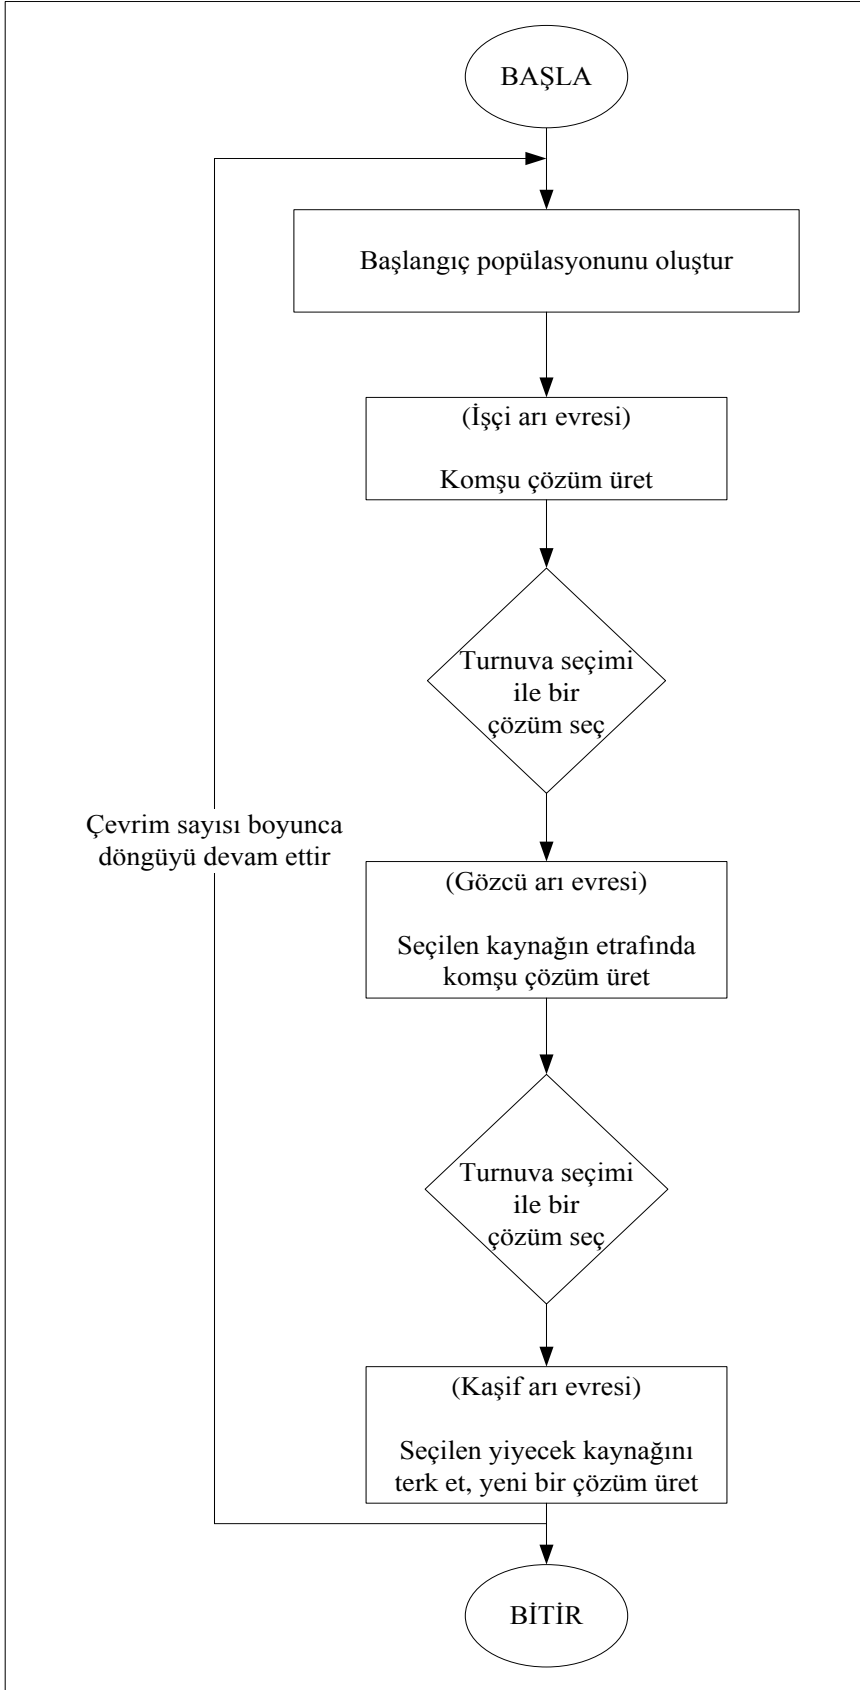 BAŞLA
Başlangıç popülasyonunu oluştur
(İşçi arı evresi)
Komşu çözüm üret
Turnuva seçimi
ile bir
çözüm seç
Çevrim sayısı boyunca
döngüyü devam ettir
(Gözcü arı evresi)
Seçilen kaynağın etrafında
komşu çözüm üret
Turnuva seçimi
ile bir
çözüm seç
(Kaşif arı evresi)
Seçilen yiyecek kaynağını
terk et, yeni bir çözüm üret
BİTİR